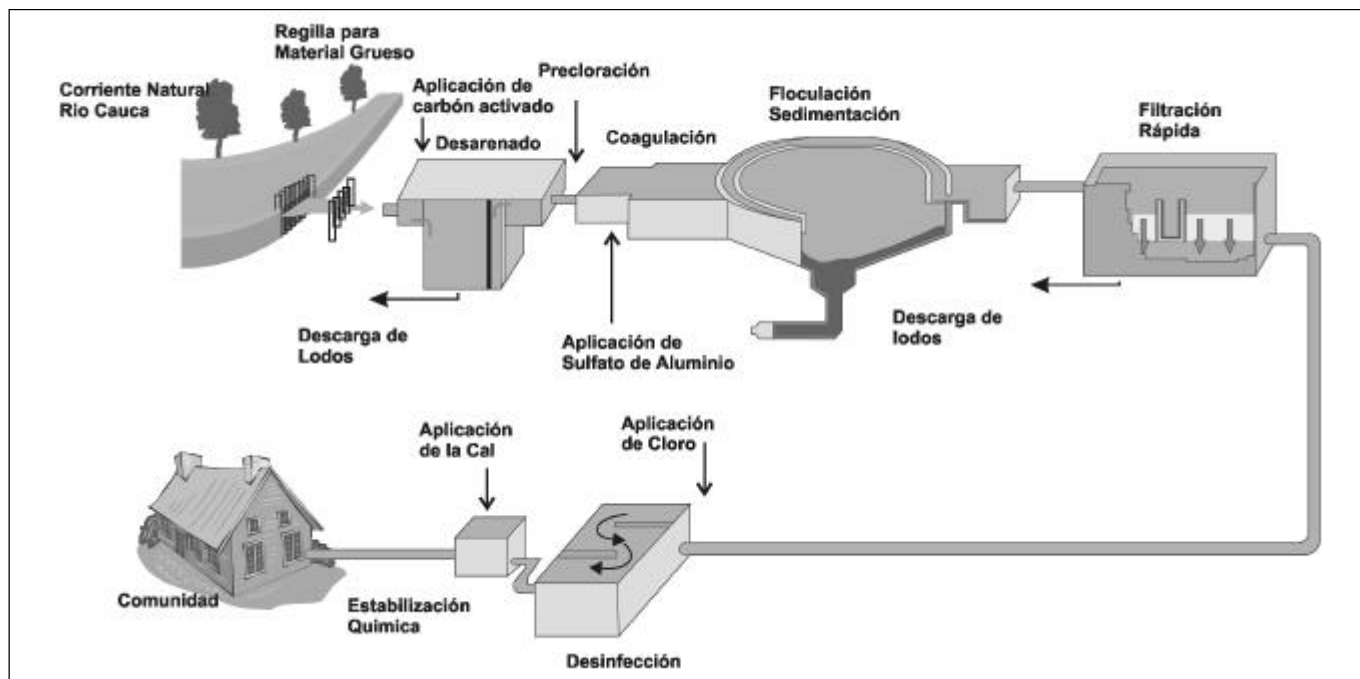 Regilla para
Material Grueso
Corriente Natural
Rio Cauca
Aplicación de
carbón activado
Precloración
Desarenado
Coagulación
Floculación
Sedimentación
Filtración
Rápida
Descarga de
Lodos
Aplicación de
Sulfato de Aluminio
Descarga de
lodos
Aplicación
de la Cal
Aplicación
de Cloro
Comunidad
Estabilización
Quimica
Desinfección